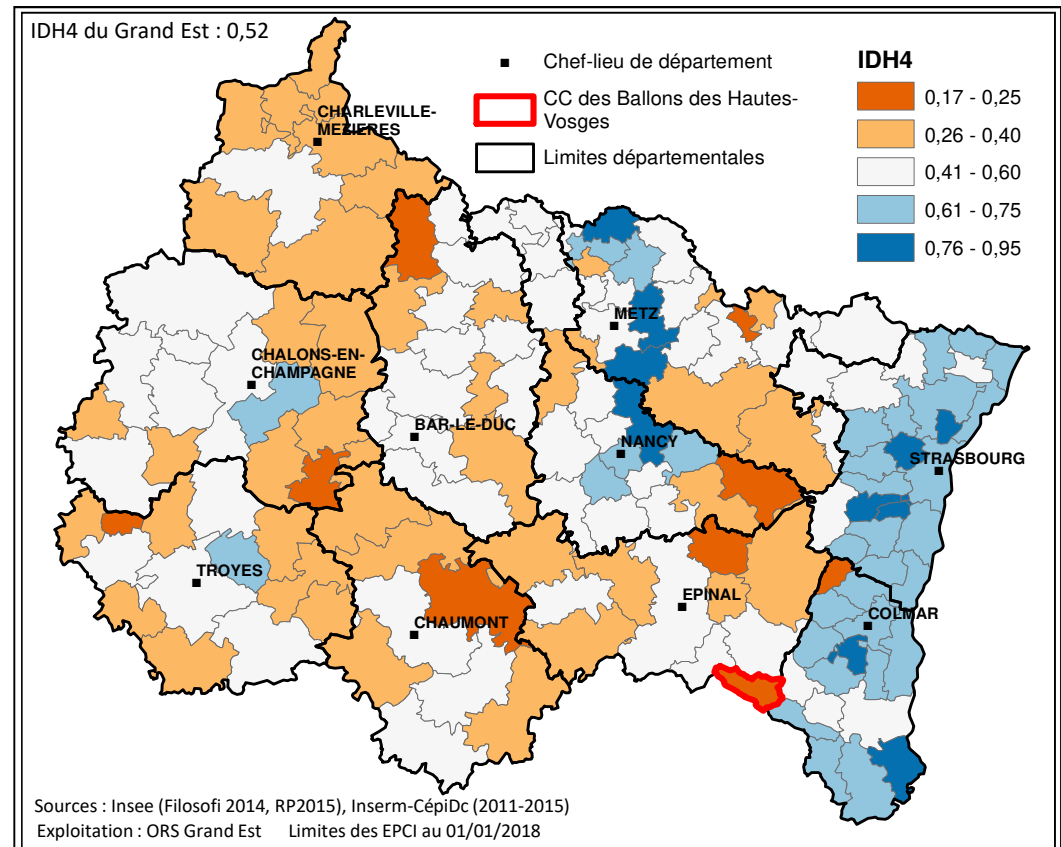 IDH4 du Grand Est : 0,52
Chef-lieu de département
CC des Ballons des Hautes-
Vosges
Limites départementales
IDH4
0,17 - 0,25
0,26 - 0,40
0,41 - 0,60
0,61 - 0,75
0,76 - 0,95
CHARLEVILLE-
MEZIERES
METZ
CHALONS-EN-
CHAMPAGNE
BAR-LE-DUC
NANCY
STRASBOURG
TROYES
EPINAL
COLMAR
CHAUMONT
Sources : Insee (Filosofi 2014, RP2015), Inserm-CépiDc (2011-2015)
Exploitation : ORS Grand Est Limites des EPCI au 01/01/2018